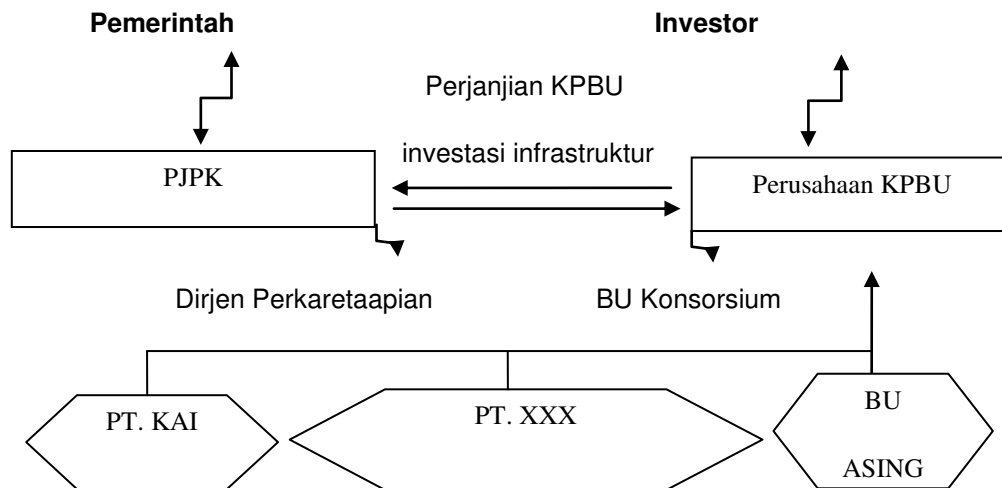 Pemerintah
Investor
Perjanjian KPBU
investasi infrastruktur
PJPK
Perusahaan KPBU
Dirjen Perkaretaapian
BU Konsorsium
PT. KAI
PT. XXX
BU
ASING